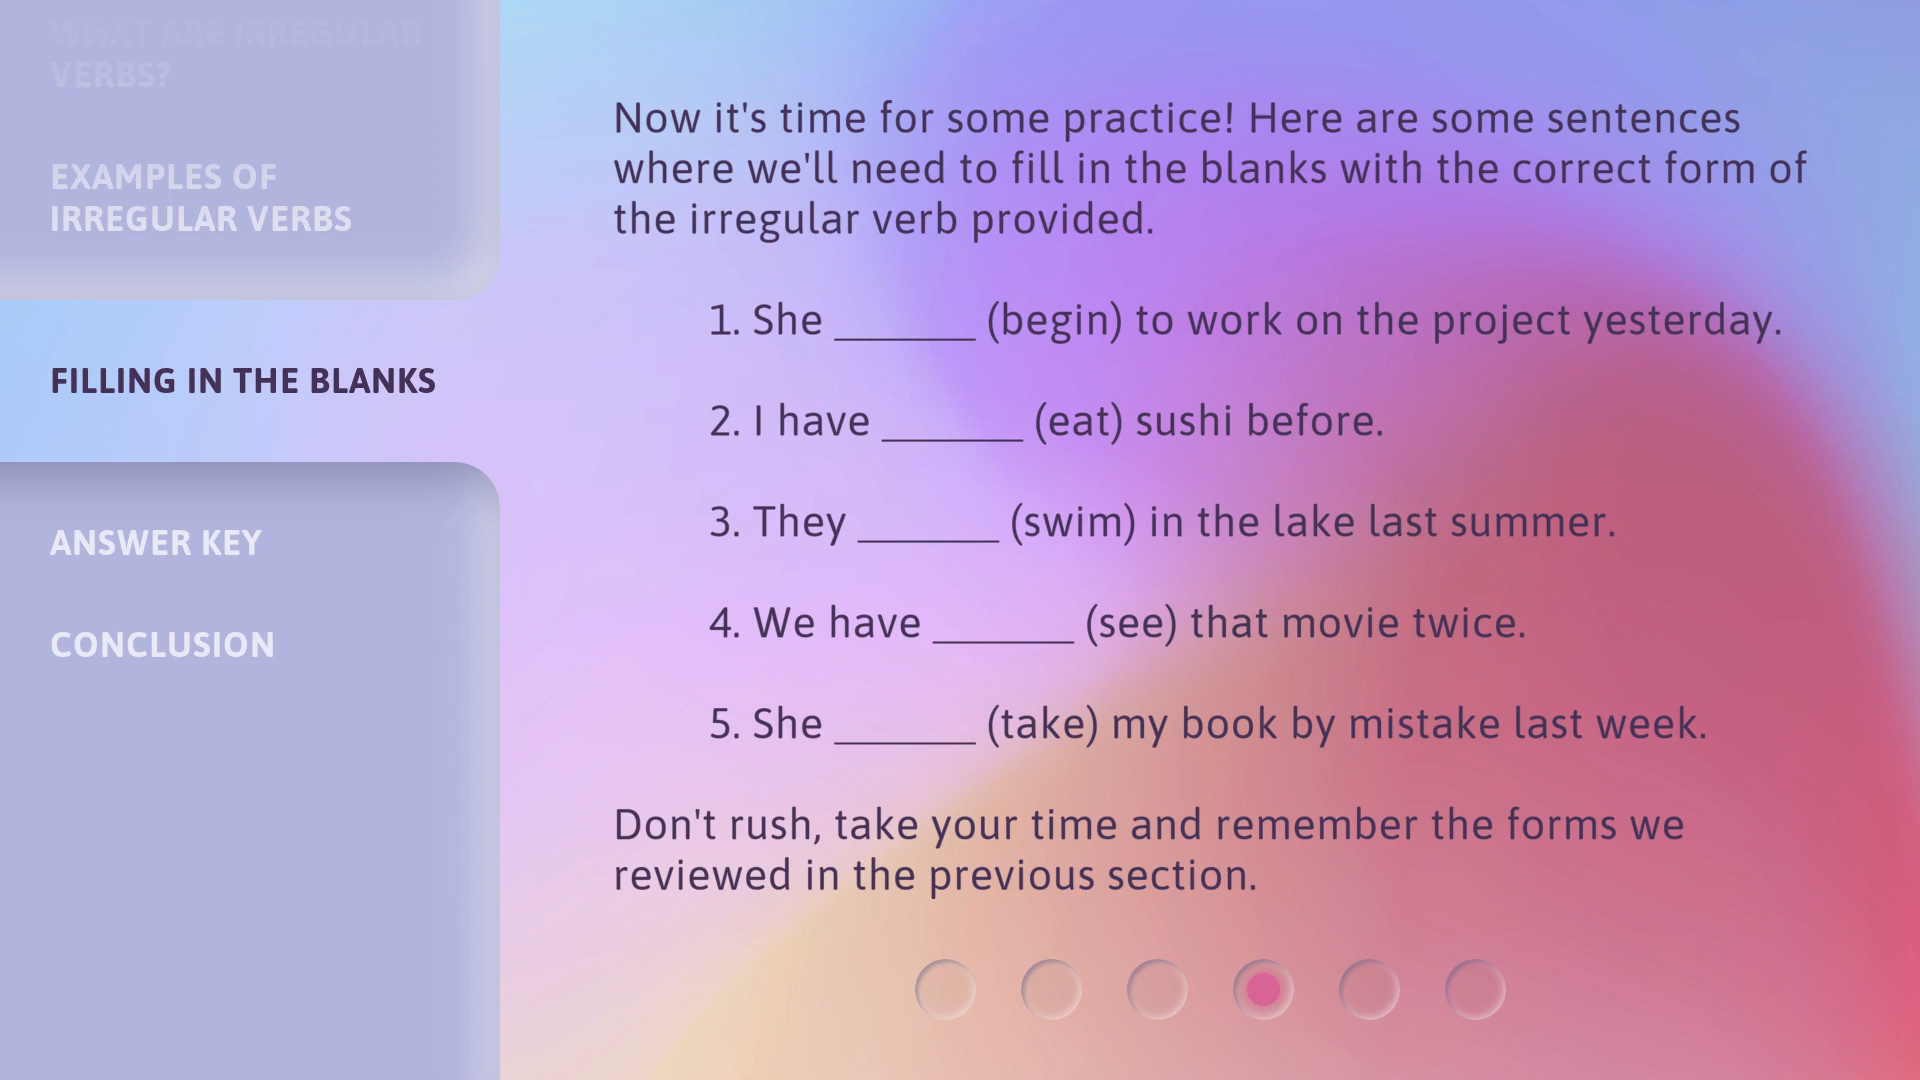 WHAT ARE IRREGULAR
VERBS?
EXAMPLES OF
IRREGULAR VERBS
FILLING IN THE BLANKS
ANSWER KEY
CONCLUSION
Now it's time for some practice! Here are some sentences
where we'll need to fill in the blanks with the correct form of
the irregular verb provided.
1. She _______ (begin) to work on the project yesterday.
2. I have _______ (eat) sushi before.
3. They _______ (swim) in the lake last summer.
4. We have _______ (see) that movie twice.
5. She _______ (take) my book by mistake last week.
Don't rush, take your time and remember the forms we
reviewed in the previous section.